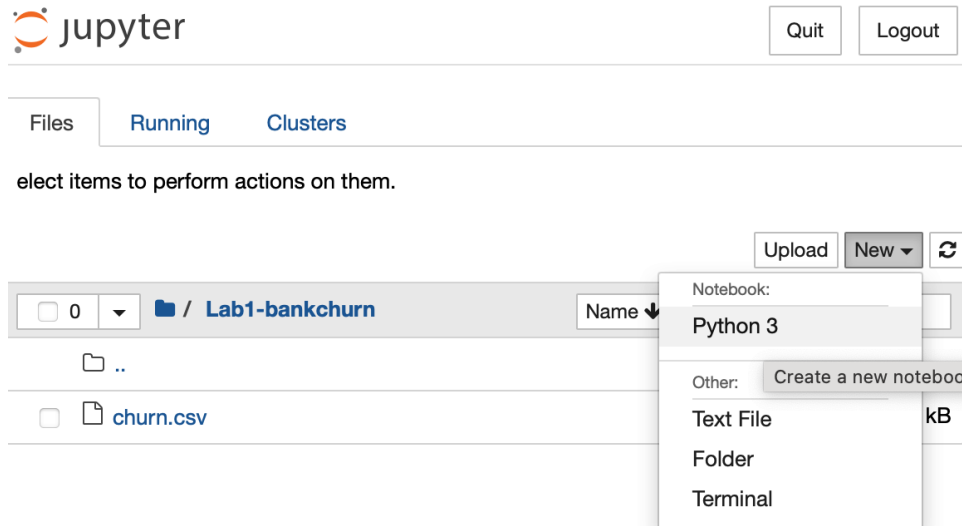 jupyter
Quit
Logout
Files
Running
Clusters
elect items to perform actions on them.
Upload
New
0
/ Lab1-bankchurn
Name
Notebook:
Python 3
Create a new noteboo
Other:
..
churn.csv
kB
Text File
Folder
Terminal